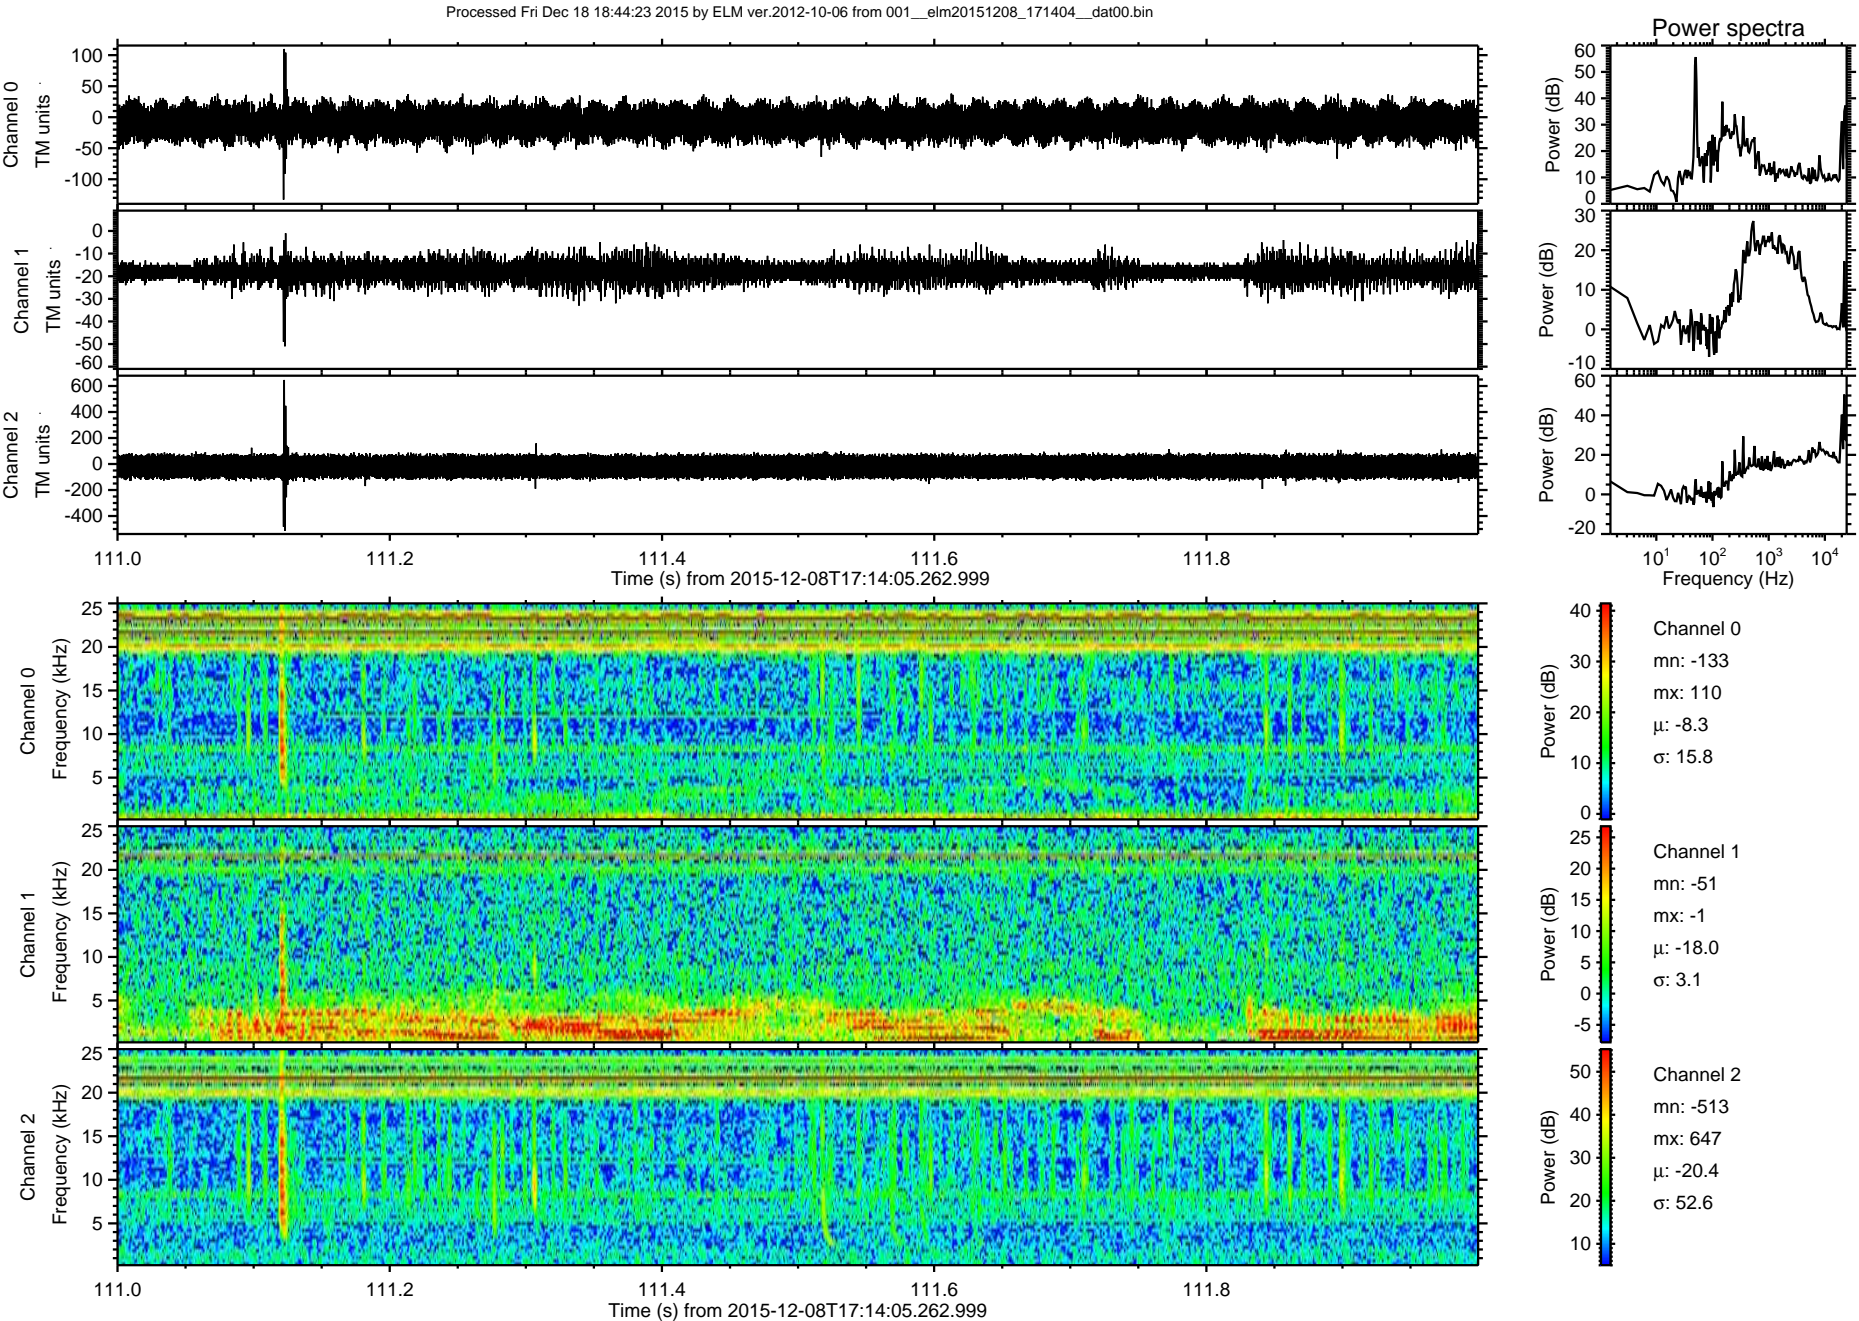 Processed Fri Dec 18 18:44:23 2015 by ELM ver.2012-10-06 from 001__elm20151208_171404__dat00.bin
Power spectra
Channel 0
TM units
100
50
0
-50
-100
Power (dB)
60
50
40
30
20
10
0
Channel 1
TM units
0
-10
-20
-30
-40
-50
-60
Power (dB)
30
20
10
0
-10
Channel 2
TM units
600
400
200
0
-200
-400
Power (dB)
60
40
20
0
-20
111.0 111.2 111.4 111.6 111.8
Time (s) from 2015-12-08T17:14:05.262.999
10^1 10^2 10^3 10^4
Frequency (Hz)
Channel 0
Frequency (kHz)
25
20
15
10
5
Power (dB)
40
30
20
10
0
Channel 0
mn: -133
mx: 110
μ: -8.3
σ: 15.8
Channel 1
Frequency (kHz)
25
20
15
10
5
Power (dB)
25
20
15
10
5
0
-5
Channel 1
mn: -51
mx: -1
μ: -18.0
σ: 3.1
Channel 2
Frequency (kHz)
25
20
15
10
5
Power (dB)
50
40
30
20
10
Channel 2
mn: -513
mx: 647
μ: -20.4
σ: 52.6
111.0 111.2 111.4 111.6 111.8
Time (s) from 2015-12-08T17:14:05.262.999